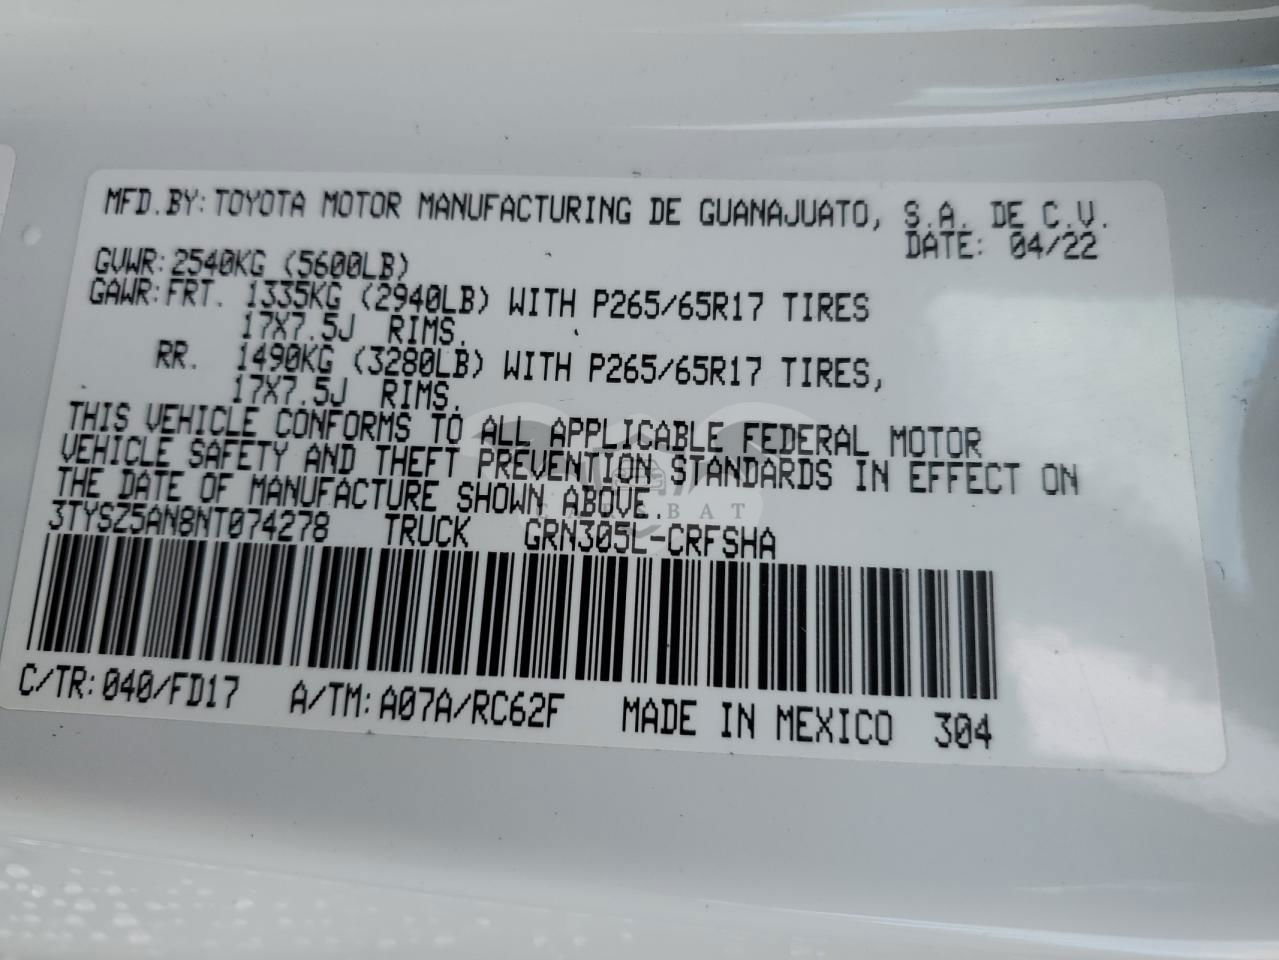 MFD.BY: TOYOTA MOTOR MANUFACTURING DE GUANAJUATO, S.A. DE C.V.
DATE: 04/22
GVWR: 2540KG (5600LB)
GAWR: FRT. 1335KG (2940LB) WITH P265/65R17 TIRES
17X7.5J RIMS.
RR. 1490KG (3280LB) WITH P265/65R17 TIRES,
17X7.5J RIMS.
THIS VEHICLE CONFORMS TO ALL APPLICABLE FEDERAL MOTOR
VEHICLE SAFETY AND THEFT PREVENTION STANDARDS IN EFFECT ON
THE DATE OF MANUFACTURE SHOWN ABOVE.
3TYSZ5AN8NT074278 TRUCK GRN305L-CRFSHA
C/TR: 040/FD17 A/TM: A07A/RC62F MADE IN MEXICO 304